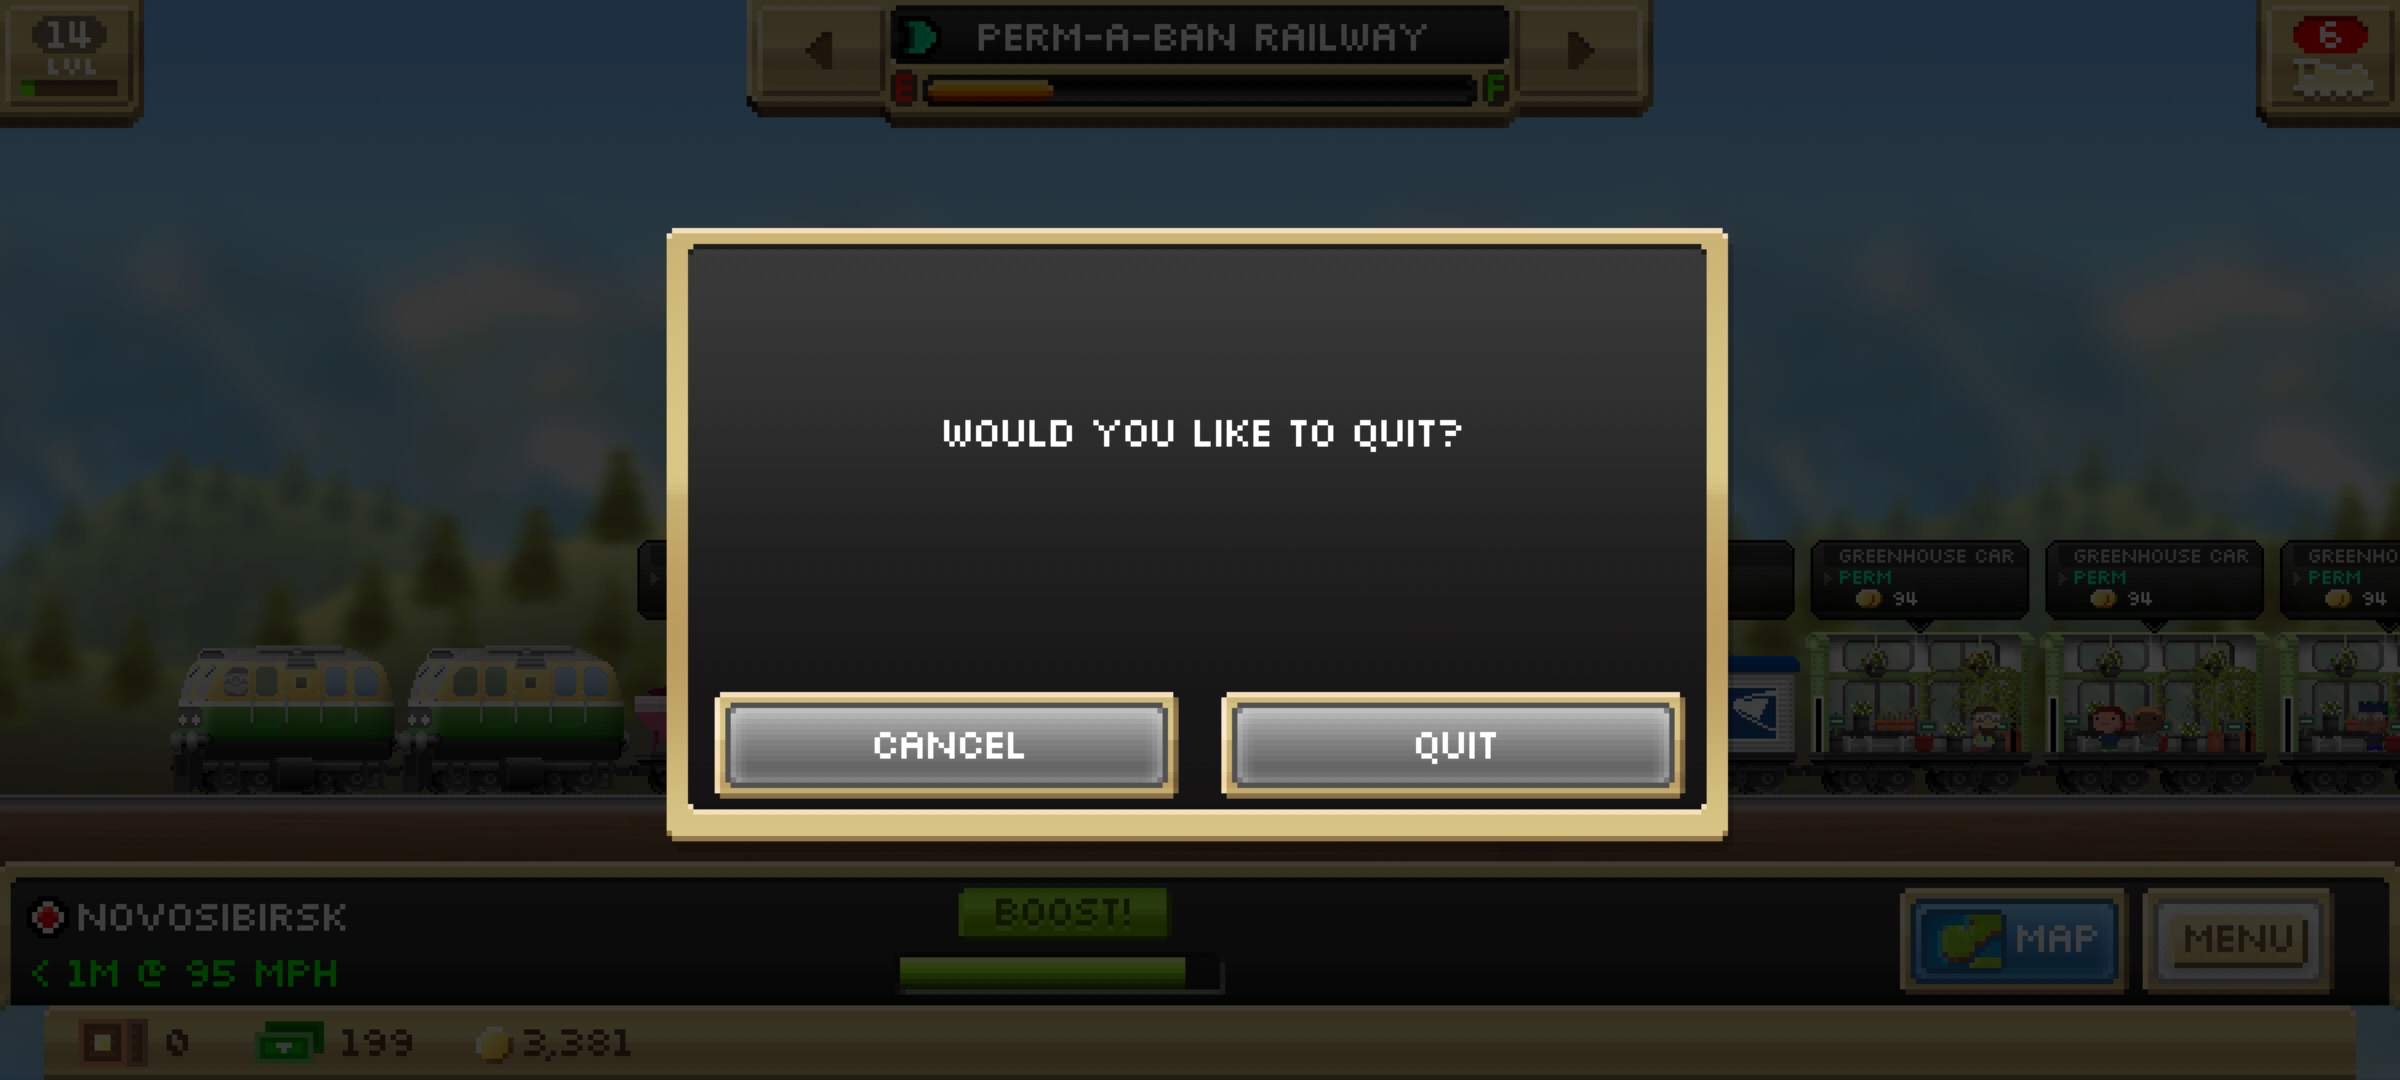 14
LVL
PERM-A-BAN RAILWAY
E F
6
WOULD YOU LIKE TO QUIT?
CANCEL QUIT
GREENHOUSE CAR
PERM
94
GREENHOUSE CAR
PERM
94
GREENHO
PERM
94
NOVOSIBIRSK
< 1M @ 95 MPH
BOOST!
MAP
MENU
0 199 3,381